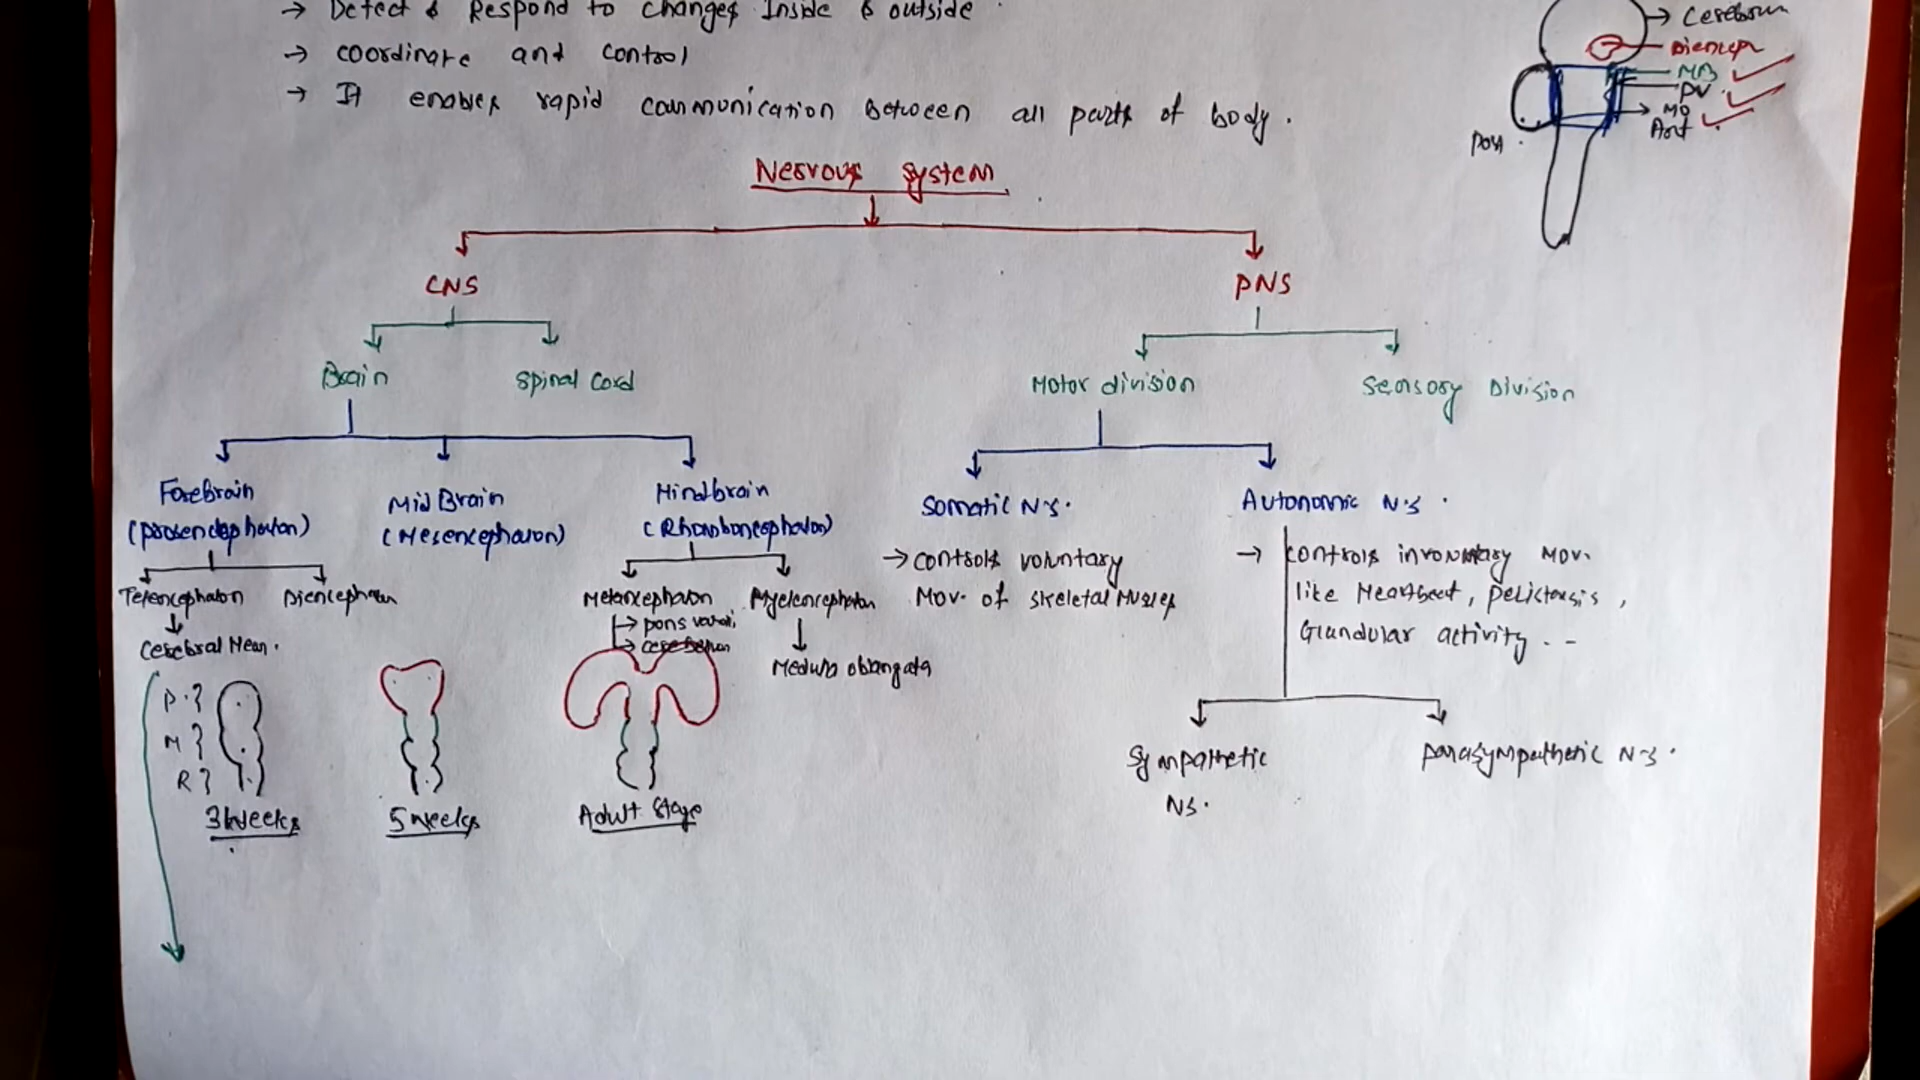 → Detect & Respond to changes Inside & outside
→ coordinate and control
→ It enables rapid communication Between all parts of body.
→ Cerebrum
Diencep
MB
PV
→ MO
Ant
Post.
Nervous System
CNS
PNS
Brain
Spinal Cord
Motor division
Sensory Division
ForeBrain
(prosencephalon)
Mid Brain
(Mesencephalon)
Hindbrain
(Rhombencephalon)
Somatic N.S.
Autonomic N.S.
→ controls voluntary
Mov. of skeletal Muscles
→ controls involuntary Mov.
like Heartbeat, pelistersis,
Glandular activity. - -
Telencephalon
Diencephalon
Metencephalon
→ pons varoli
→ cerebellum
Myelencephalon
Medulla oblangata
Cerebral Hem.
P. }
M }
R }
3 Weeks
5 Weeks
Adult Stage
Sympathetic
NS.
parasympathetic N.S.